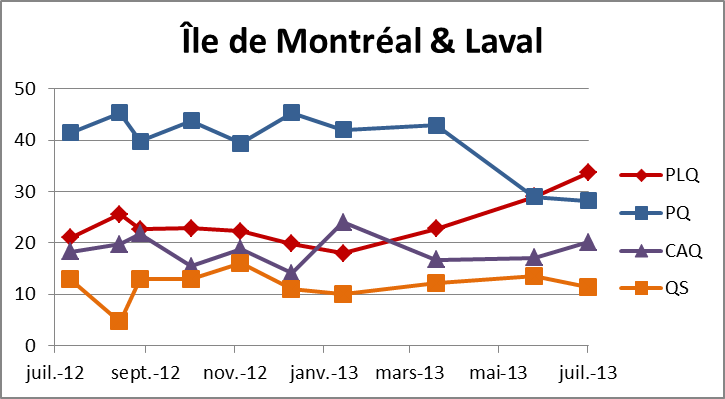 Île de Montréal & Laval
50
40
30
20
10
0
juil.-12 sept.-12 nov.-12 janv.-13 mars-13 mai-13 juil.-13
PLQ
PQ
CAQ
QS